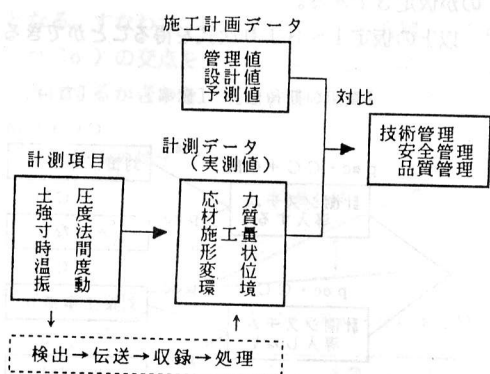 施工計画データ
管理値
設計値
予測値
対比
技術管理
安全管理
品質管理
計測データ
(実測値)
計測項目
土圧
強度
寸法
時間
温度
振動
応力
材質
施工量
形状
変位
環境
検出→伝送→収録→処理